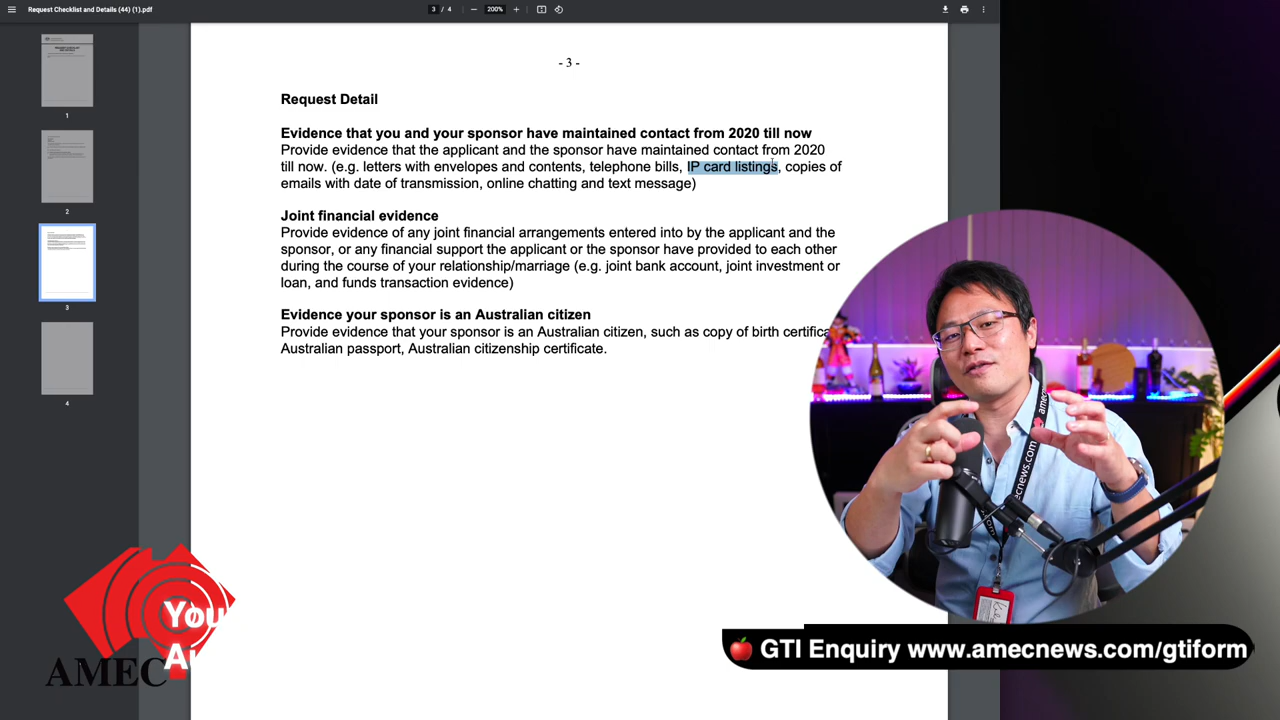 Request Checklist and Details (44) (1).pdf
3 / 4
200%
1
2
3
4
- 3 -
Request Detail
Evidence that you and your sponsor have maintained contact from 2020 till now
Provide evidence that the applicant and the sponsor have maintained contact from 2020
till now. (e.g. letters with envelopes and contents, telephone bills, IP card listings, copies of
emails with date of transmission, online chatting and text message)
Joint financial evidence
Provide evidence of any joint financial arrangements entered into by the applicant and the
sponsor, or any financial support the applicant or the sponsor have provided to each other
during the course of your relationship/marriage (e.g. joint bank account, joint investment or
loan, and funds transaction evidence)
Evidence your sponsor is an Australian citizen
Provide evidence that your sponsor is an Australian citizen, such as copy of birth certifica
Australian passport, Australian citizenship certificate.
amecnews.com
You
AMEC
GTI Enquiry www.amecnews.com/gtiform